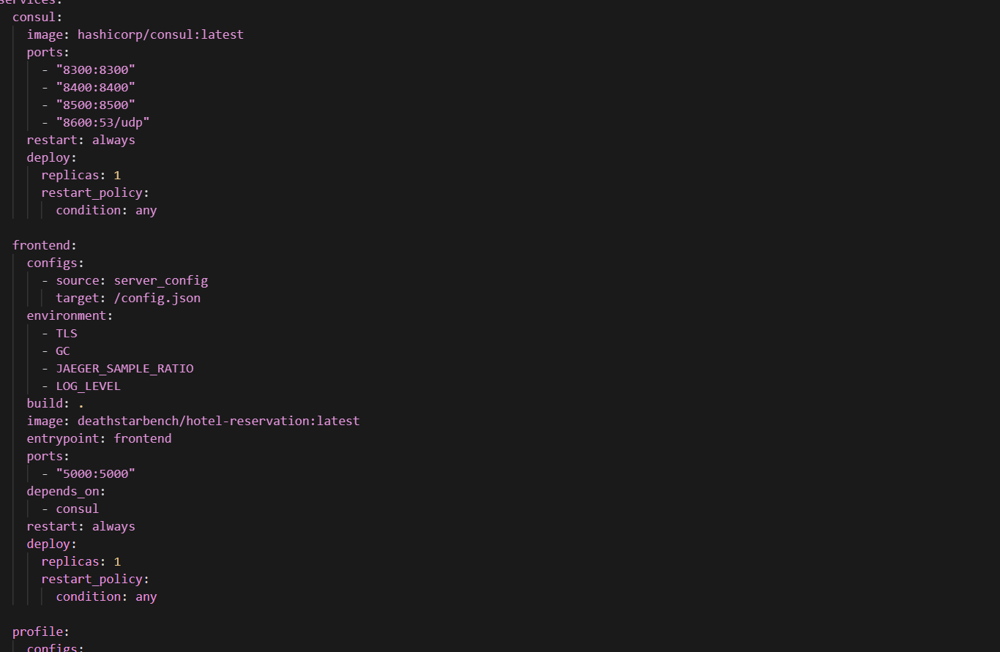 services:
  consul:
    image: hashicorp/consul:latest
    ports:
      - "8300:8300"
      - "8400:8400"
      - "8500:8500"
      - "8600:53/udp"
    restart: always
    deploy:
      replicas: 1
      restart_policy:
        condition: any

  frontend:
    configs:
      - source: server_config
        target: /config.json
    environment:
      - TLS
      - GC
      - JAEGER_SAMPLE_RATIO
      - LOG_LEVEL
    build: .
    image: deathstarbench/hotel-reservation:latest
    entrypoint: frontend
    ports:
      - "5000:5000"
    depends_on:
      - consul
    restart: always
    deploy:
      replicas: 1
      restart_policy:
        condition: any

  profile:
    configs: